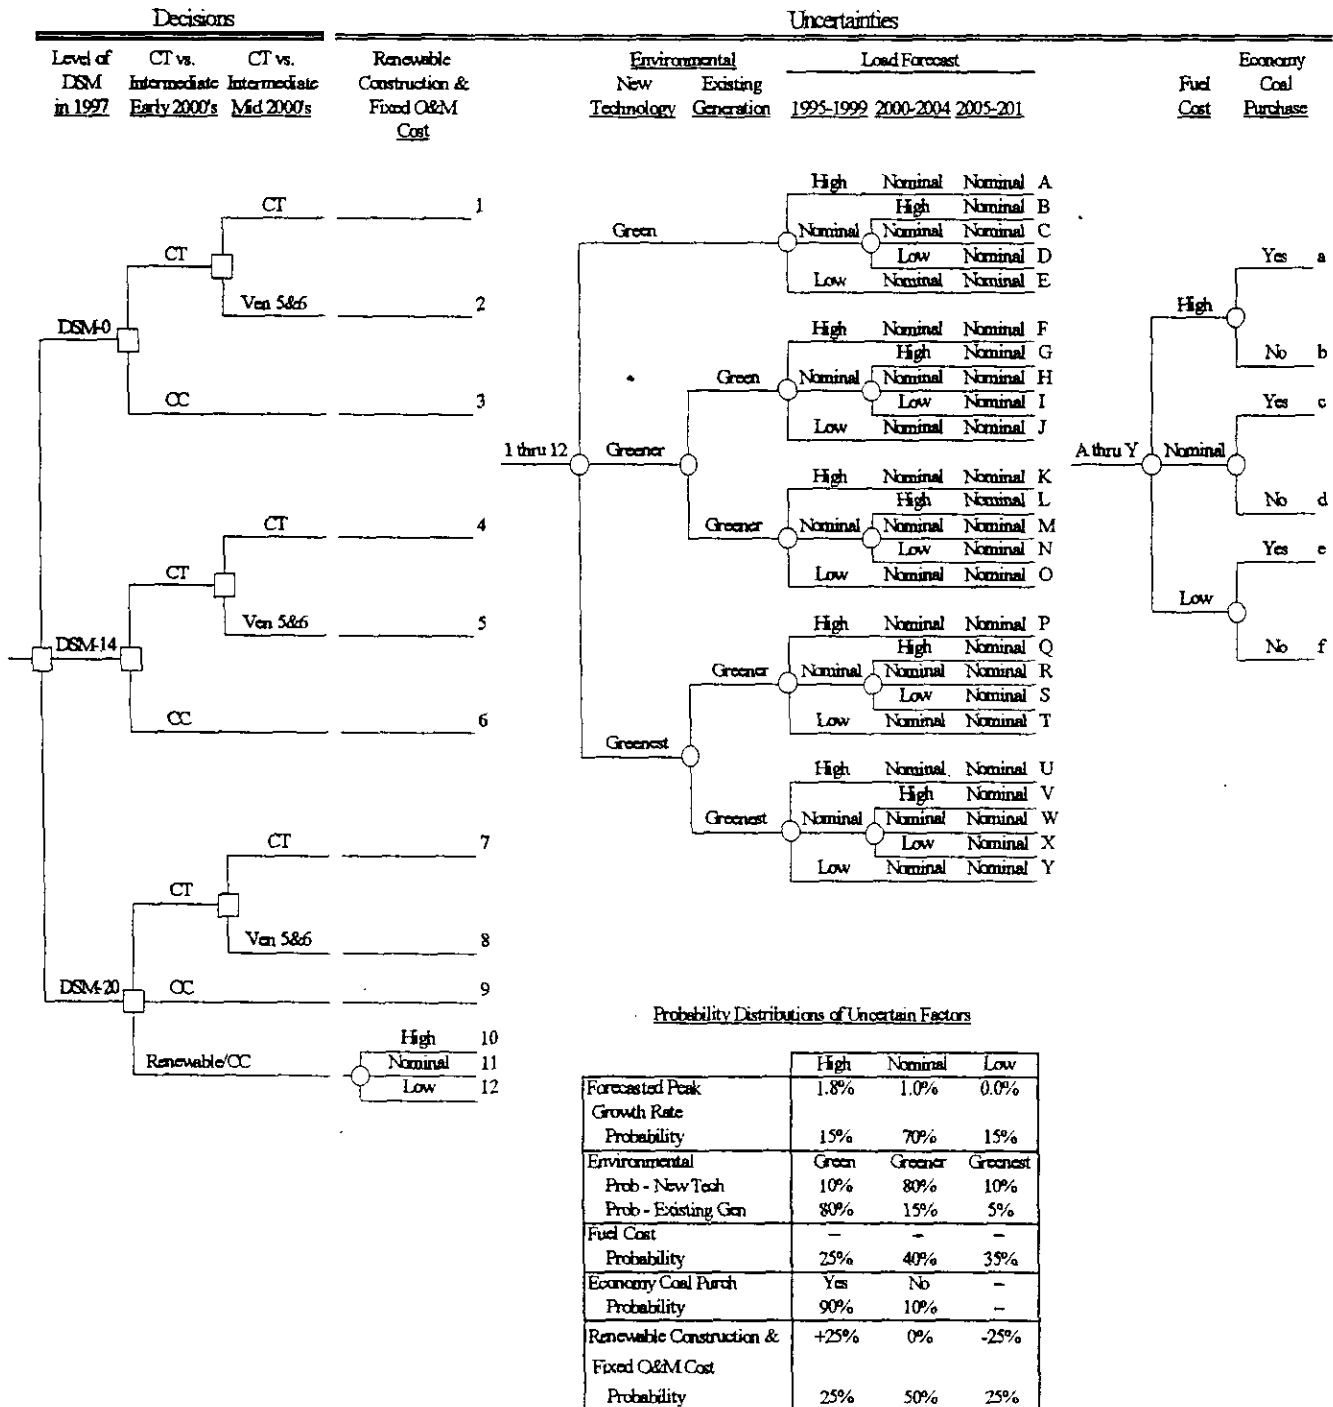 Decisions
Uncertainties
Level of DSM in 1997
CT vs. Intermediate Early 2000's
CT vs. Intermediate Mid 2000's
Renewable Construction & Fixed O&M Cost
Environmental
New Technology
Existing Generation
Load Forecast
1995-1999 2000-2004 2005-201
Fuel Cost
Economy Coal Purchase
DSM-0
CT
CT 1
Ven 5&6 2
CC 3
DSM-14
CT
CT 4
Ven 5&6 5
CC 6
DSM-20
CT
CT 7
Ven 5&6 8
CC 9
Renewable/CC
High 10
Nominal 11
Low 12
1 thru 12
Green
High Nominal Nominal A
High Nominal B
Nominal Nominal Nominal C
Low Nominal D
Low Nominal Nominal E
Greener
Green
High Nominal Nominal F
High Nominal G
Nominal Nominal Nominal H
Low Nominal I
Low Nominal Nominal J
Greener
High Nominal Nominal K
High Nominal L
Nominal Nominal Nominal M
Low Nominal N
Low Nominal Nominal O
Greenest
Greener
High Nominal Nominal P
High Nominal Q
Nominal Nominal Nominal R
Low Nominal S
Low Nominal Nominal T
Greenest
High Nominal Nominal U
High Nominal V
Nominal Nominal Nominal W
Low Nominal X
Low Nominal Nominal Y
A thru Y
High
Yes a
No b
Nominal
Yes c
No d
Low
Yes e
No f
Probability Distributions of Uncertain Factors
High Nominal Low
Forecasted Peak 1.8% 1.0% 0.0%
Growth Rate
Probability 15% 70% 15%
Environmental Green Greener Greenest
Prob - New Tech 10% 80% 10%
Prob - Existing Gen 80% 15% 5%
Fuel Cost – – –
Probability 25% 40% 35%
Economy Coal Purch Yes No –
Probability 90% 10% –
Renewable Construction & +25% 0% -25%
Fixed O&M Cost
Probability 25% 50% 25%